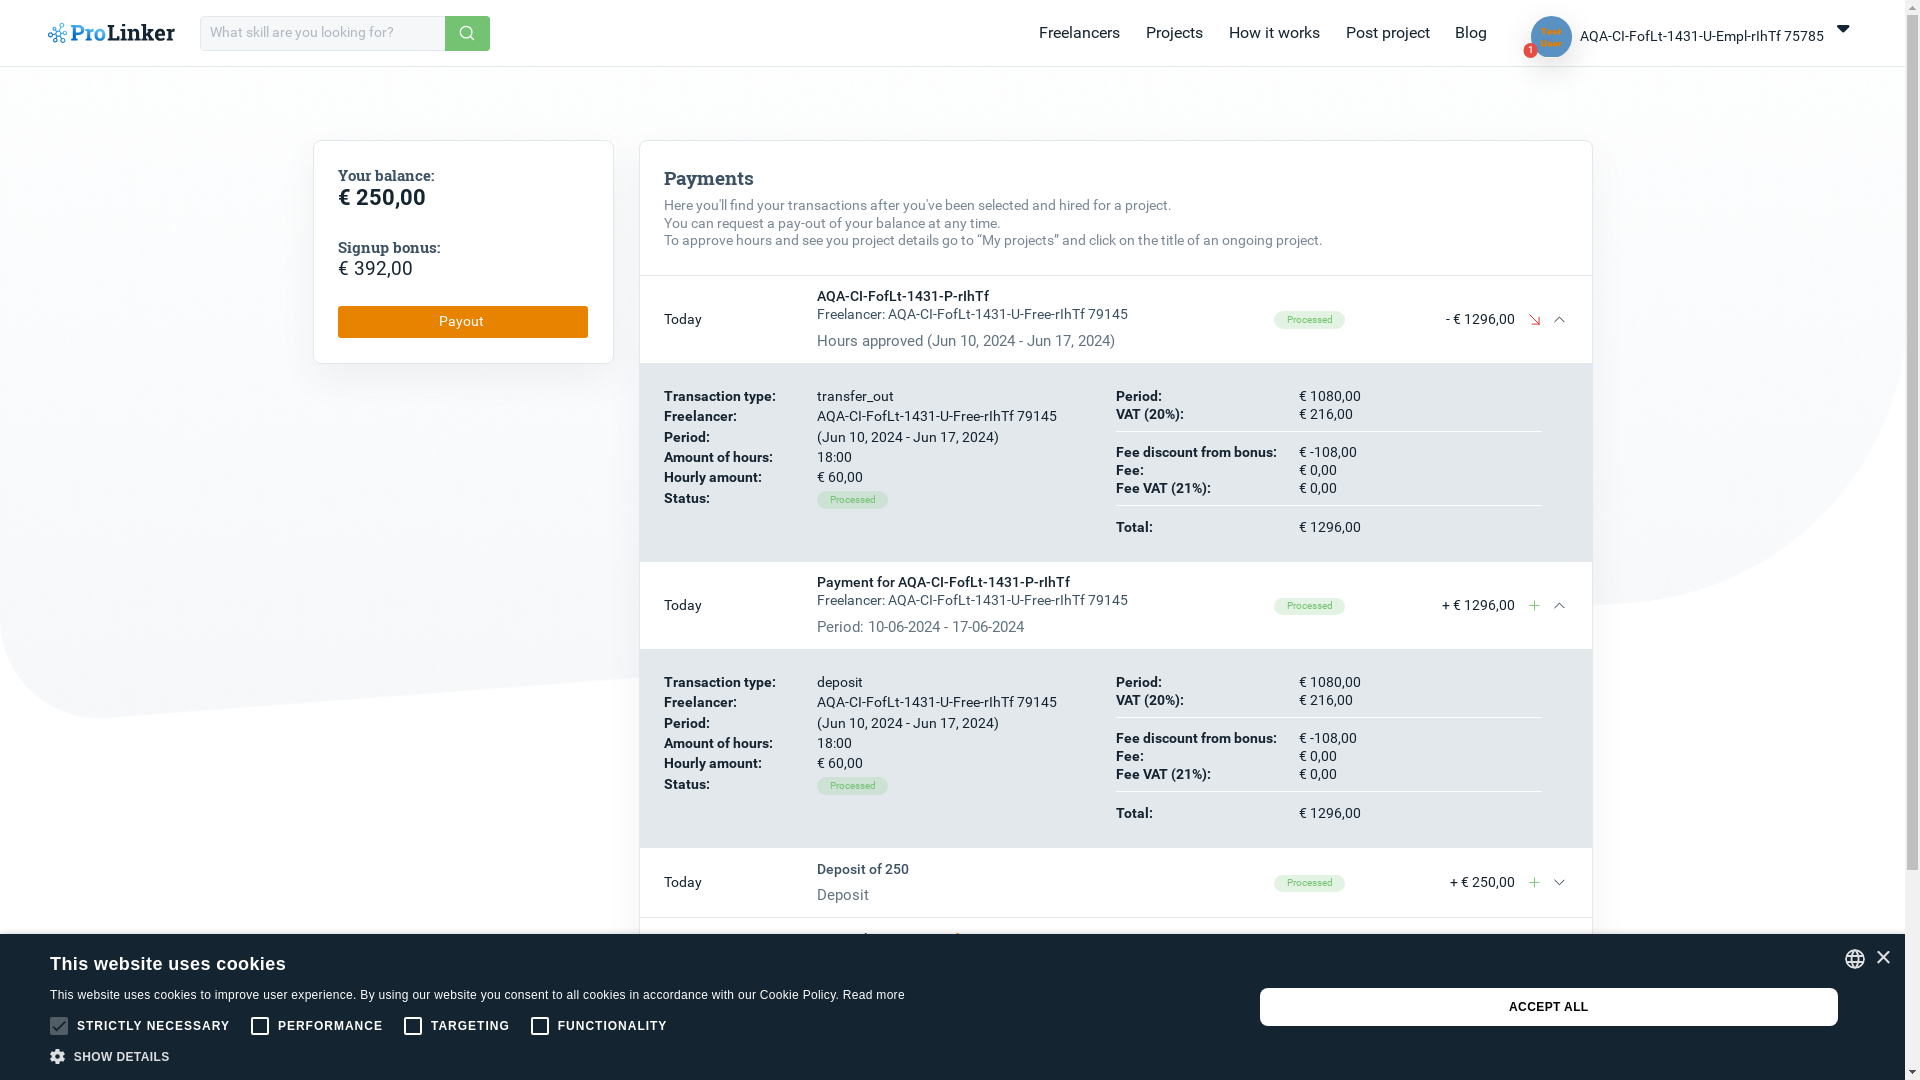 ProLinker
What skill are you looking for?
Freelancers Projects How it works Post project Blog
Test
User
1
AQA-CI-FofLt-1431-U-Empl-rIhTf 75785
Your balance:
€ 250,00
Signup bonus:
€ 392,00
Payout
Payments
Here you'll find your transactions after you've been selected and hired for a project.
You can request a pay-out of your balance at any time.
To approve hours and see you project details go to “My projects” and click on the title of an ongoing project.
Today
AQA-CI-FofLt-1431-P-rIhTf
Freelancer: AQA-CI-FofLt-1431-U-Free-rIhTf 79145
Hours approved (Jun 10, 2024 - Jun 17, 2024)
Processed
- € 1296,00
Transaction type: transfer_out
Freelancer: AQA-CI-FofLt-1431-U-Free-rIhTf 79145
Period: (Jun 10, 2024 - Jun 17, 2024)
Amount of hours: 18:00
Hourly amount: € 60,00
Status: Processed
Period: € 1080,00
VAT (20%): € 216,00
Fee discount from bonus: € -108,00
Fee: € 0,00
Fee VAT (21%): € 0,00
Total: € 1296,00
Today
Payment for AQA-CI-FofLt-1431-P-rIhTf
Freelancer: AQA-CI-FofLt-1431-U-Free-rIhTf 79145
Period: 10-06-2024 - 17-06-2024
Processed
+ € 1296,00
Transaction type: deposit
Freelancer: AQA-CI-FofLt-1431-U-Free-rIhTf 79145
Period: (Jun 10, 2024 - Jun 17, 2024)
Amount of hours: 18:00
Hourly amount: € 60,00
Status: Processed
Period: € 1080,00
VAT (20%): € 216,00
Fee discount from bonus: € -108,00
Fee: € 0,00
Fee VAT (21%): € 0,00
Total: € 1296,00
Today
Deposit of 250
Deposit
Processed
+ € 250,00
This website uses cookies
This website uses cookies to improve user experience. By using our website you consent to all cookies in accordance with our Cookie Policy. Read more
STRICTLY NECESSARY PERFORMANCE TARGETING FUNCTIONALITY
SHOW DETAILS
ACCEPT ALL